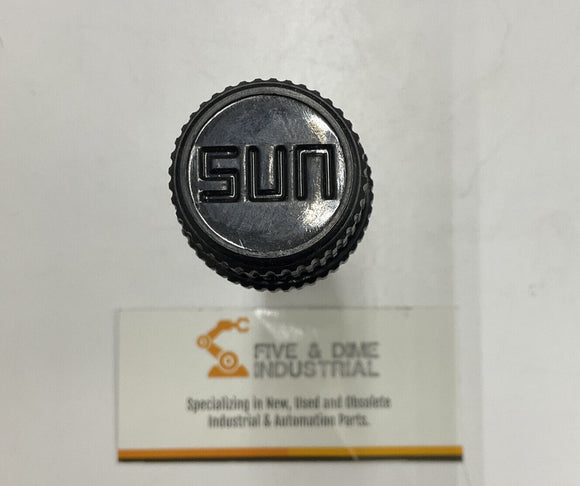 SUN
FIVE & DIME
INDUSTRIAL
Specializing in New, Used and Obsolete
Industrial & Automation Parts.